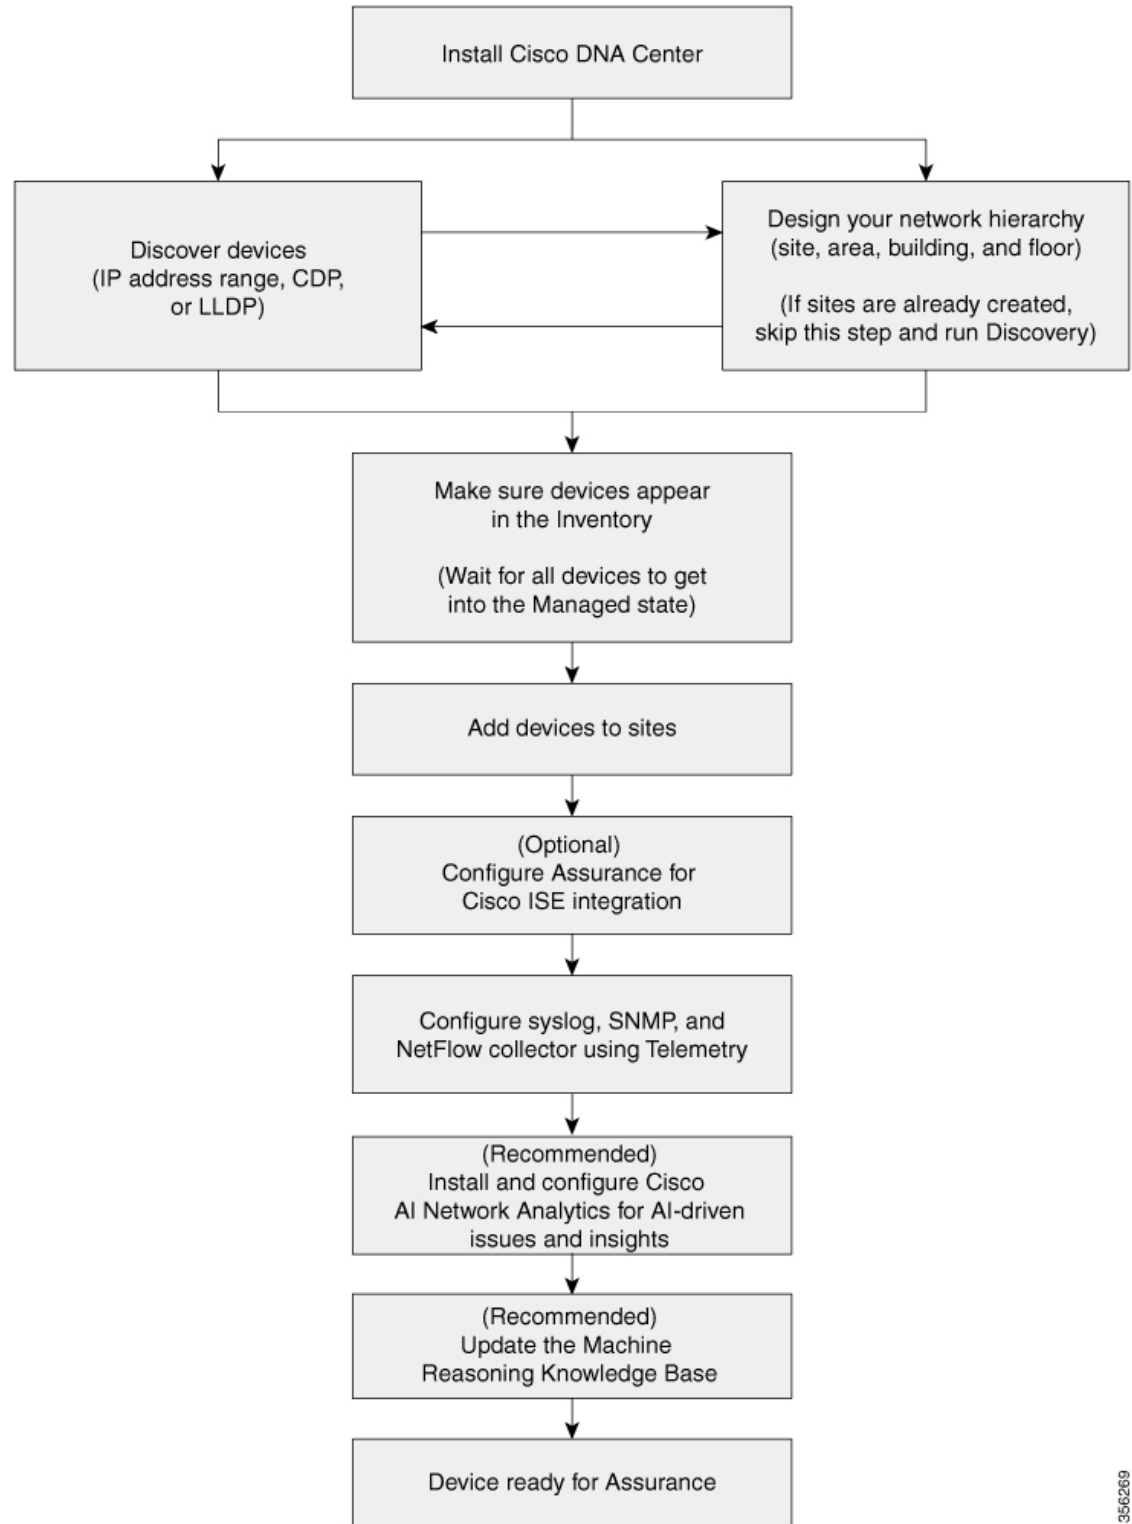 Install Cisco DNA Center
Discover devices
(IP address range, CDP,
or LLDP)
Design your network hierarchy
(site, area, building, and floor)
(If sites are already created,
skip this step and run Discovery)
Make sure devices appear
in the Inventory
(Wait for all devices to get
into the Managed state)
Add devices to sites
(Optional)
Configure Assurance for
Cisco ISE integration
Configure syslog, SNMP, and
NetFlow collector using Telemetry
(Recommended)
Install and configure Cisco
AI Network Analytics for AI-driven
issues and insights
(Recommended)
Update the Machine
Reasoning Knowledge Base
Device ready for Assurance
356269